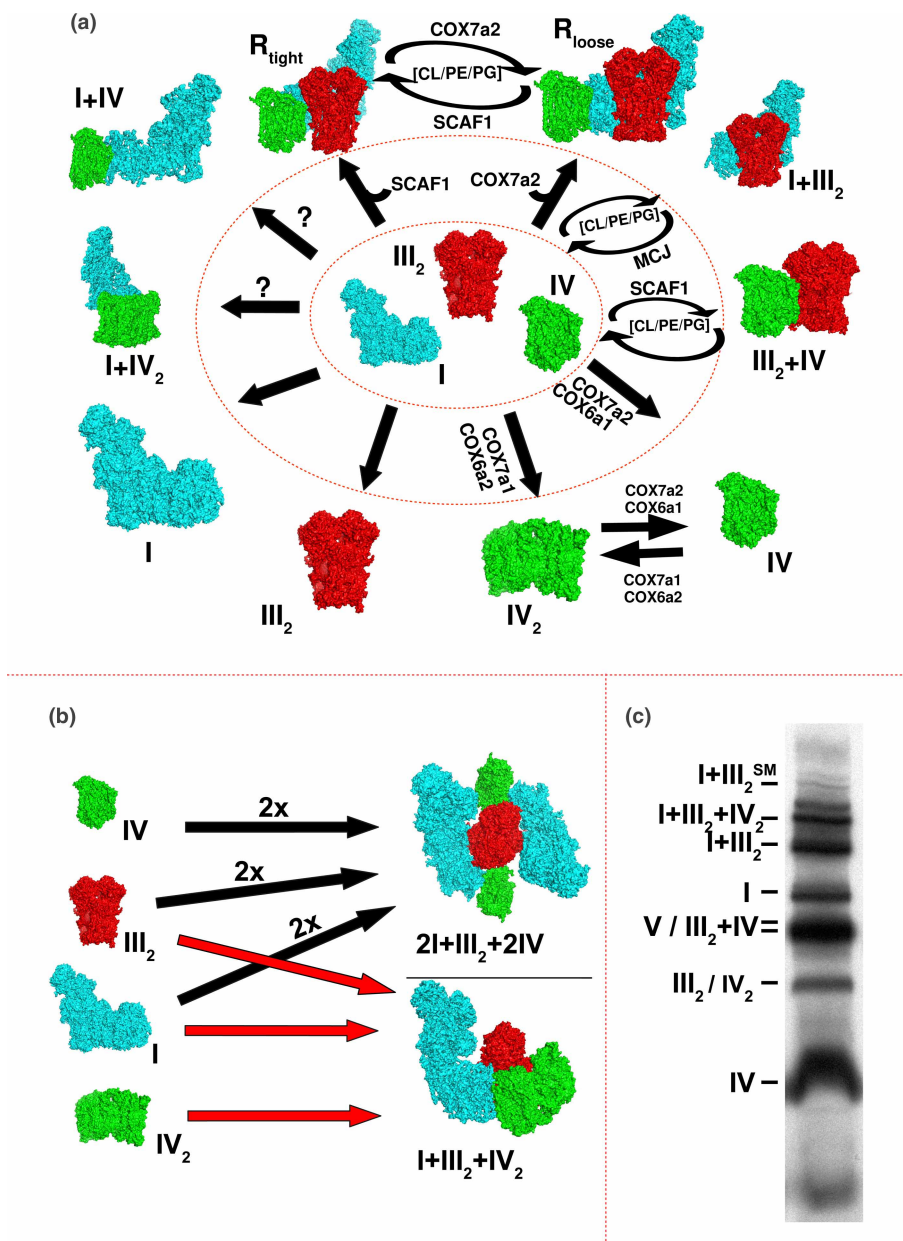 (a)
R_tight
COX7a2
[CL/PE/PG]
SCAF1
R_loose
I+IV
I+III₂
SCAF1
COX7a2
?
[CL/PE/PG]
MCJ
III₂
IV
I
?
I+IV₂
SCAF1
[CL/PE/PG]
III₂+IV
COX7a2
COX6a1
COX7a1
COX6a2
I
III₂
IV₂
COX7a2
COX6a1
COX7a1
COX6a2
IV
(b)
IV
2x
III₂
2x
I
2x
IV₂
2I+III₂+2IV
I+III₂+IV₂
(c)
I+III₂ˢᴹ
I+III₂+IV₂
I+III₂
I
V / III₂+IV
III₂ / IV₂
IV